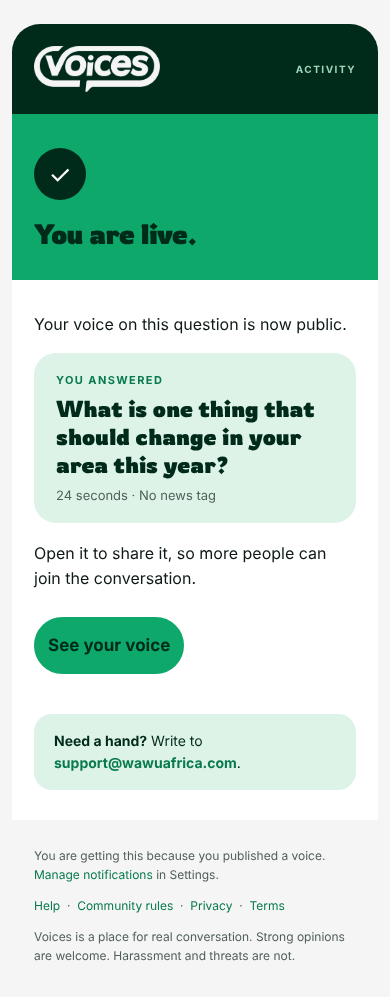 Voices
ACTIVITY
You are live.
Your voice on this question is now public.
YOU ANSWERED
What is one thing that
should change in your
area this year?
24 seconds · No news tag
Open it to share it, so more people can
join the conversation.
See your voice
Need a hand? Write to
support@wawuafrica.com.
You are getting this because you published a voice.
Manage notifications in Settings.
Help · Community rules · Privacy · Terms
Voices is a place for real conversation. Strong opinions
are welcome. Harassment and threats are not.